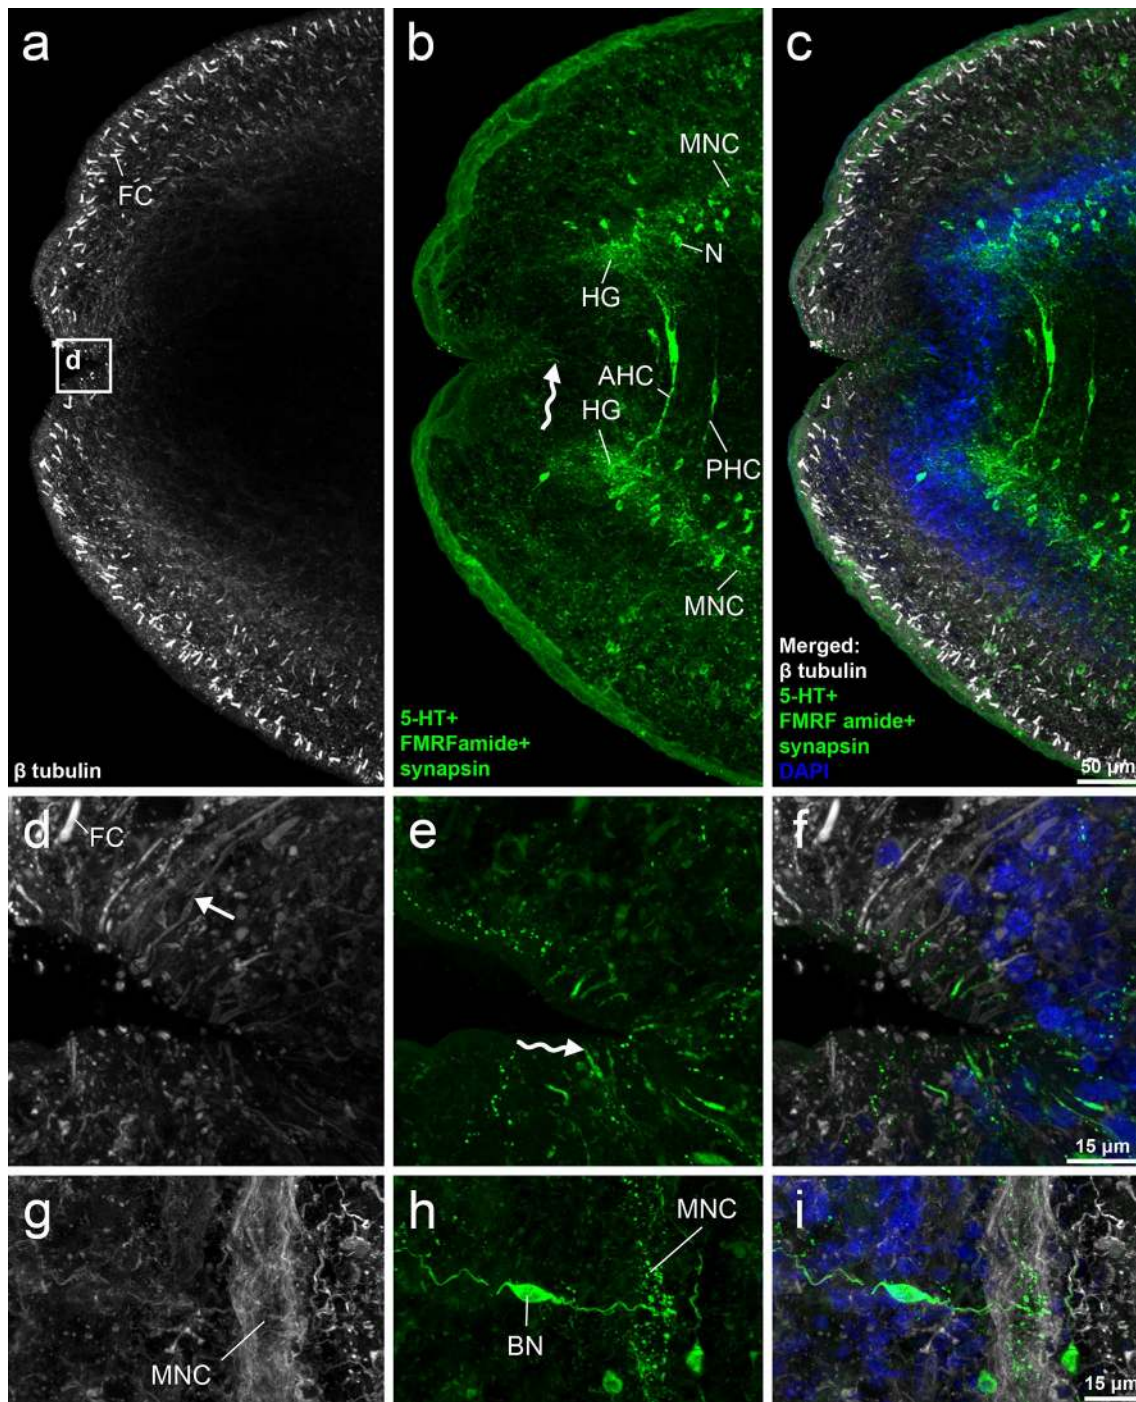 a
FC
d
β tubulin
b
MNC
N
HG
AHC
HG
PHC
MNC
5-HT+
FMRFamide+
synapsin
c
Merged:
β tubulin
5-HT+
FMRF amide+
synapsin
DAPI
50 µm
d
FC
e
f
15 µm
g
MNC
h
MNC
BN
i
15 µm